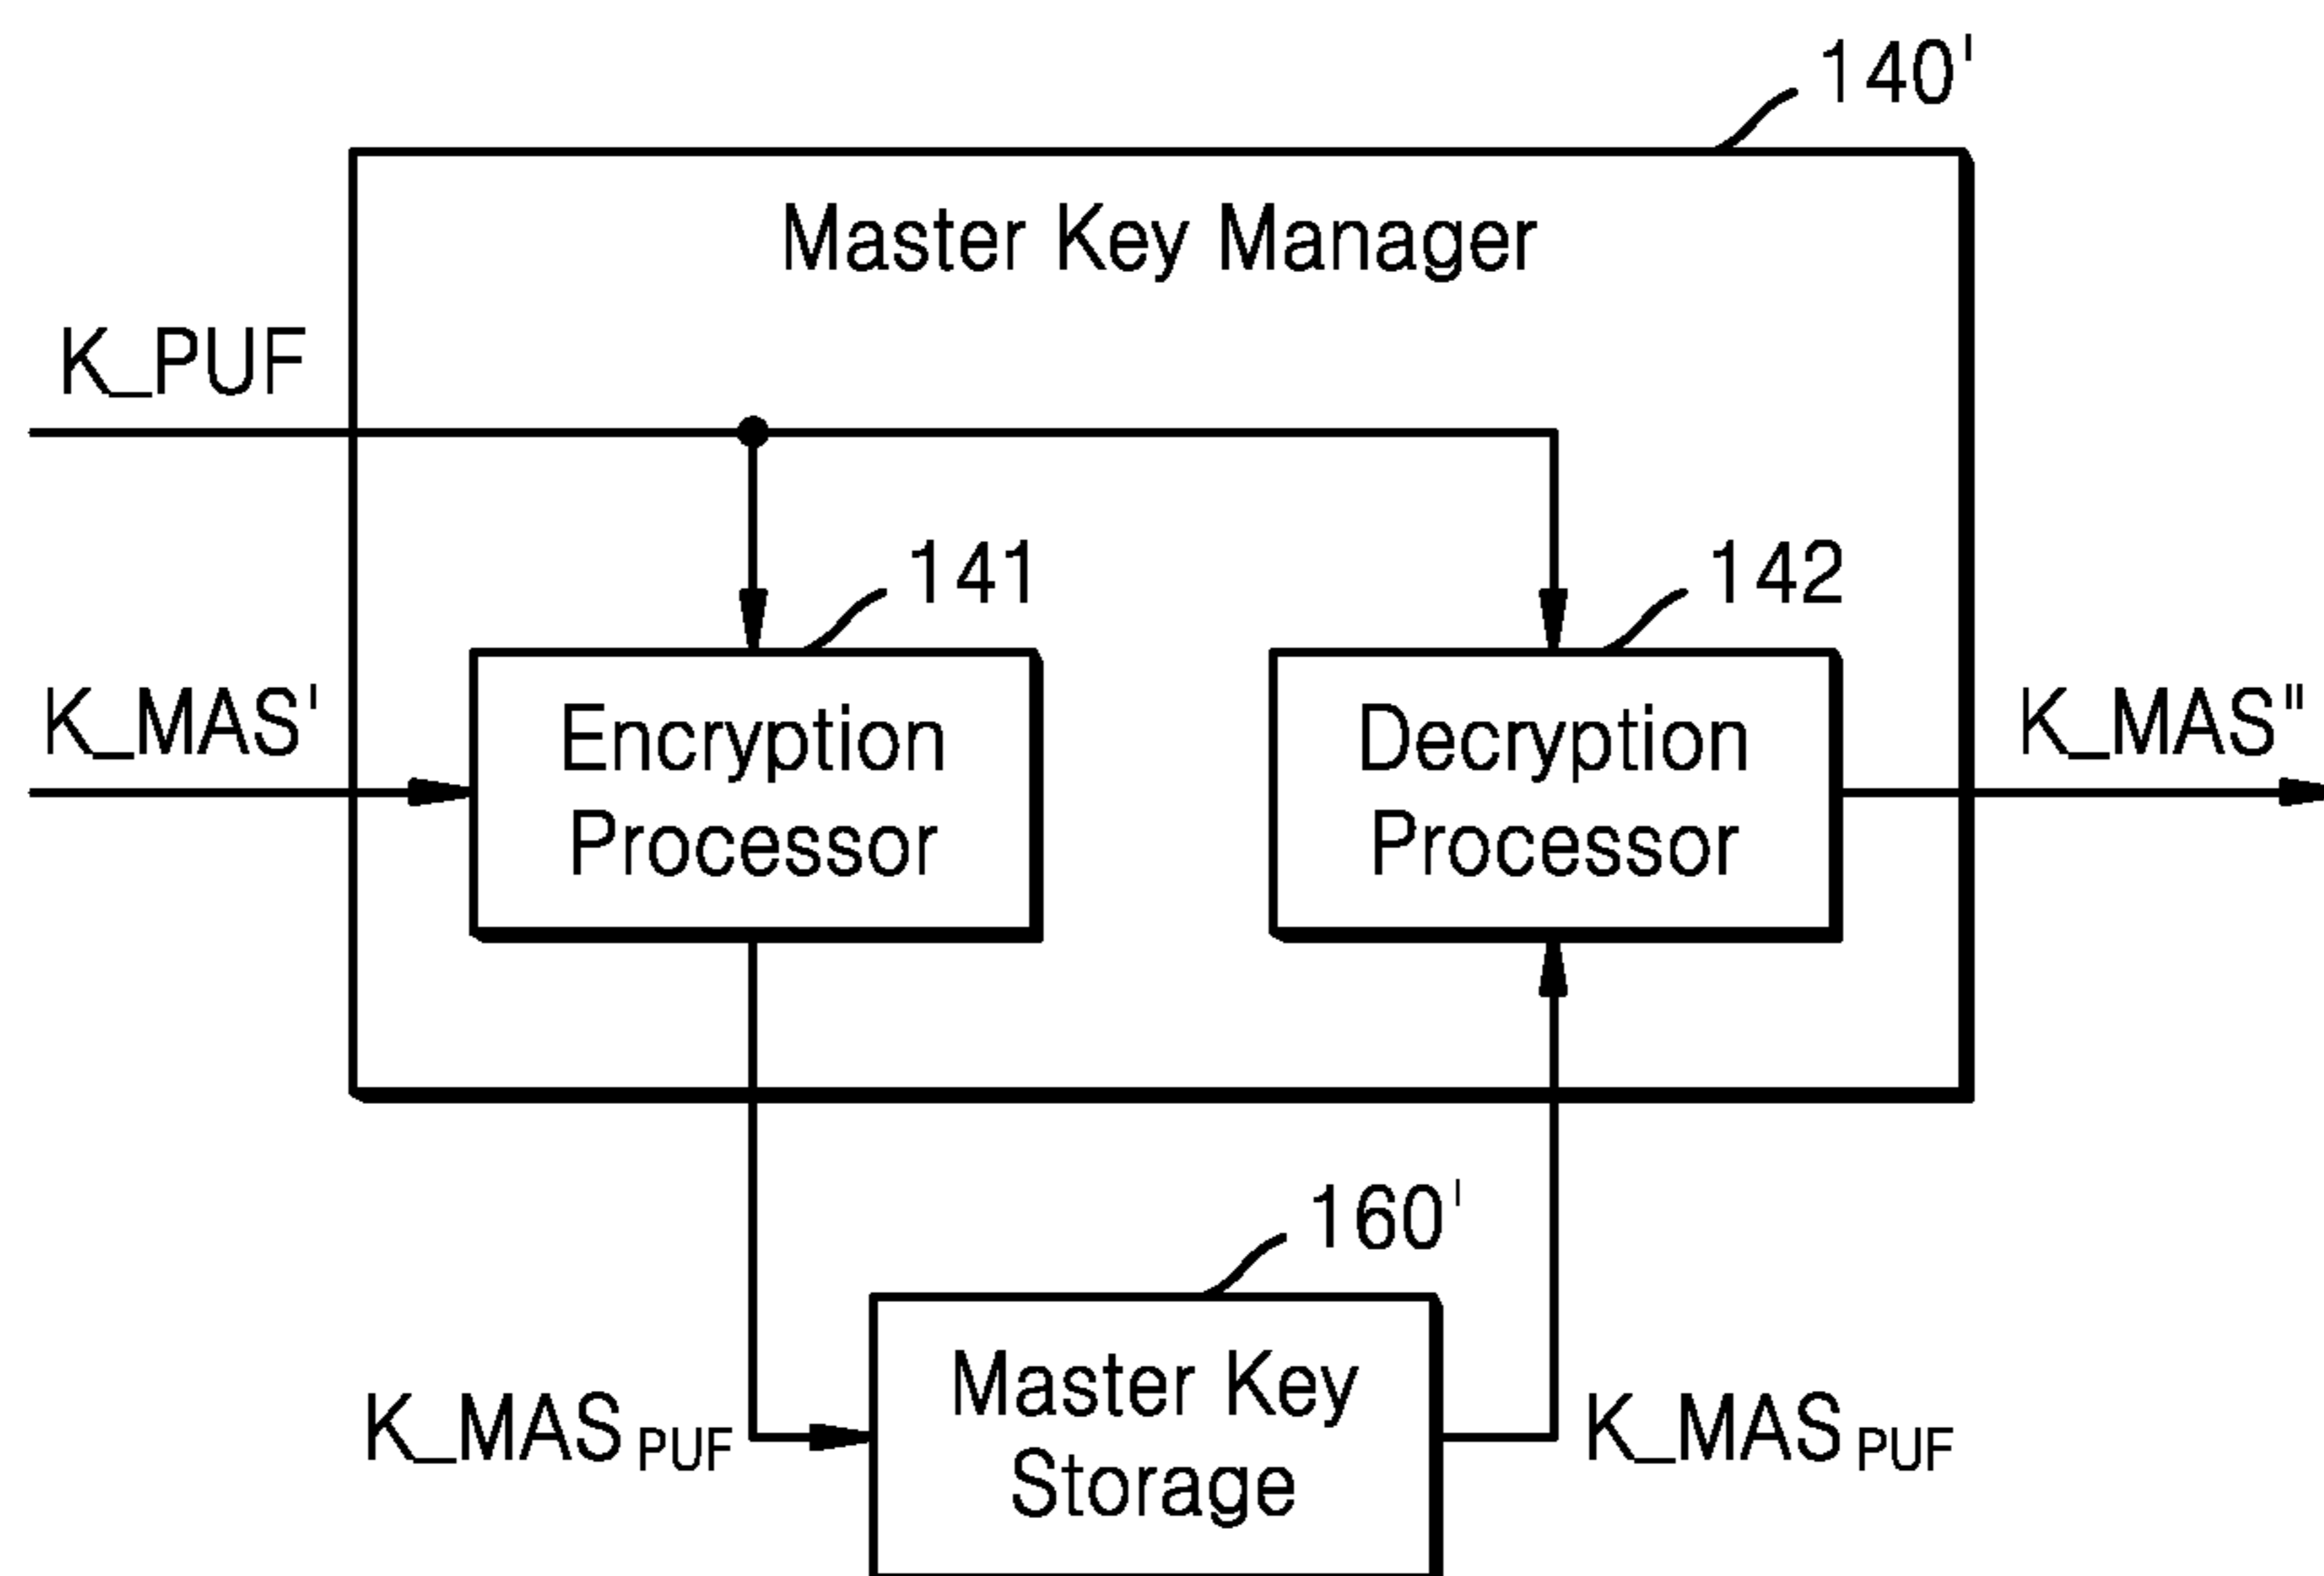 140'
Master Key Manager
K_PUF
141
142
K_MAS'
Encryption
Processor
Decryption
Processor
K_MAS"
160'
K_MAS PUF
Master Key
Storage
K_MAS PUF